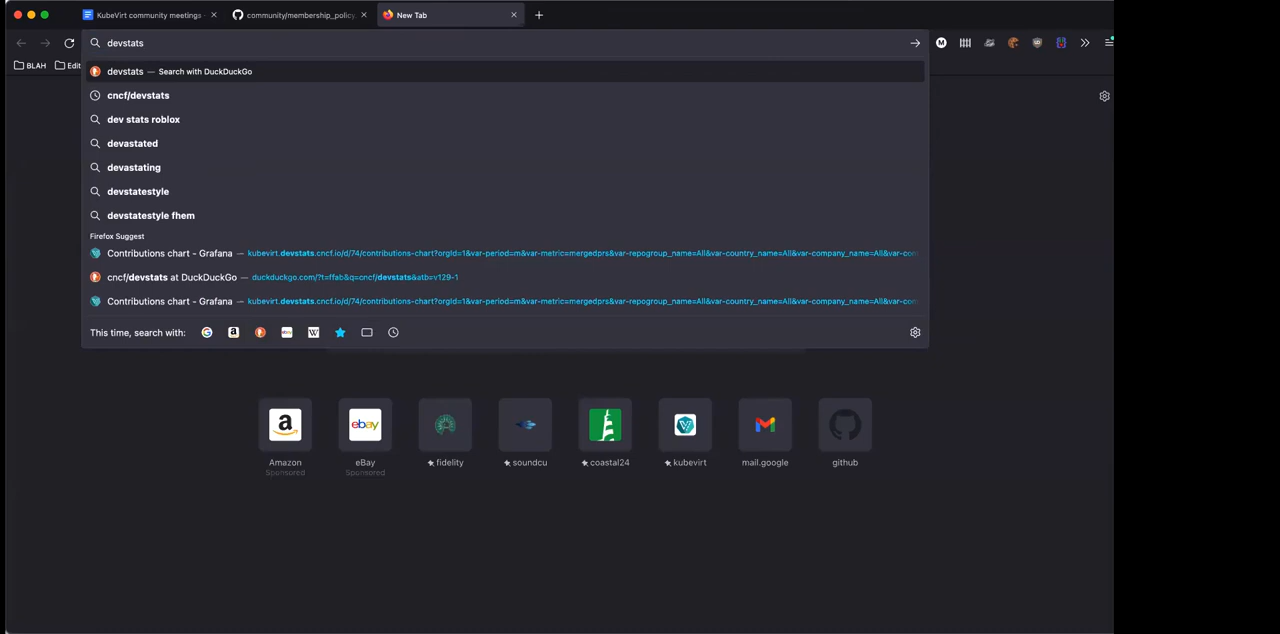 KubeVirt community meetings -
community/membership_policy.
New Tab
devstats
BLAH
Edit
devstats — Search with DuckDuckGo
cncf/devstats
dev stats roblox
devastated
devastating
devstatestyle
devstatestyle fhem
Firefox Suggest
Contributions chart - Grafana — kubevirt.devstats.cncf.io/d/74/contributions-chart?orgId=1&var-period=m&var-metric=mergedprs&var-repogroup_name=All&var-country_name=All&var-company_name=All&var-com
cncf/devstats at DuckDuckGo — duckduckgo.com/?t=ffab&q=cncf/devstats&atb=v129-1
Contributions chart - Grafana — kubevirt.devstats.cncf.io/d/74/contributions-chart?orgId=1&var-period=m&var-metric=mergedprs&var-repogroup_name=All&var-country_name=All&var-company_name=All&var-com
This time, search with:
Amazon
Sponsored
eBay
Sponsored
fidelity
soundcu
coastal24
kubevirt
mail.google
github